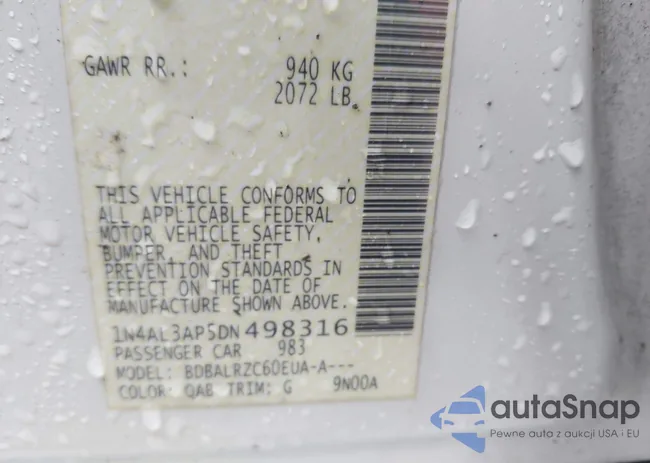 GAWR RR.: 940 KG
2072 LB.
THIS VEHICLE CONFORMS TO
ALL APPLICABLE FEDERAL
MOTOR VEHICLE SAFETY,
BUMPER, AND THEFT
PREVENTION STANDARDS IN
EFFECT ON THE DATE OF
MANUFACTURE SHOWN ABOVE.
1N4AL3AP5DN498316
PASSENGER CAR 983
MODEL: BDBALRZC60EUA-A---
COLOR: QAB TRIM: G 9N00A
autoSnap
Pewne auta z aukcji USA i EU